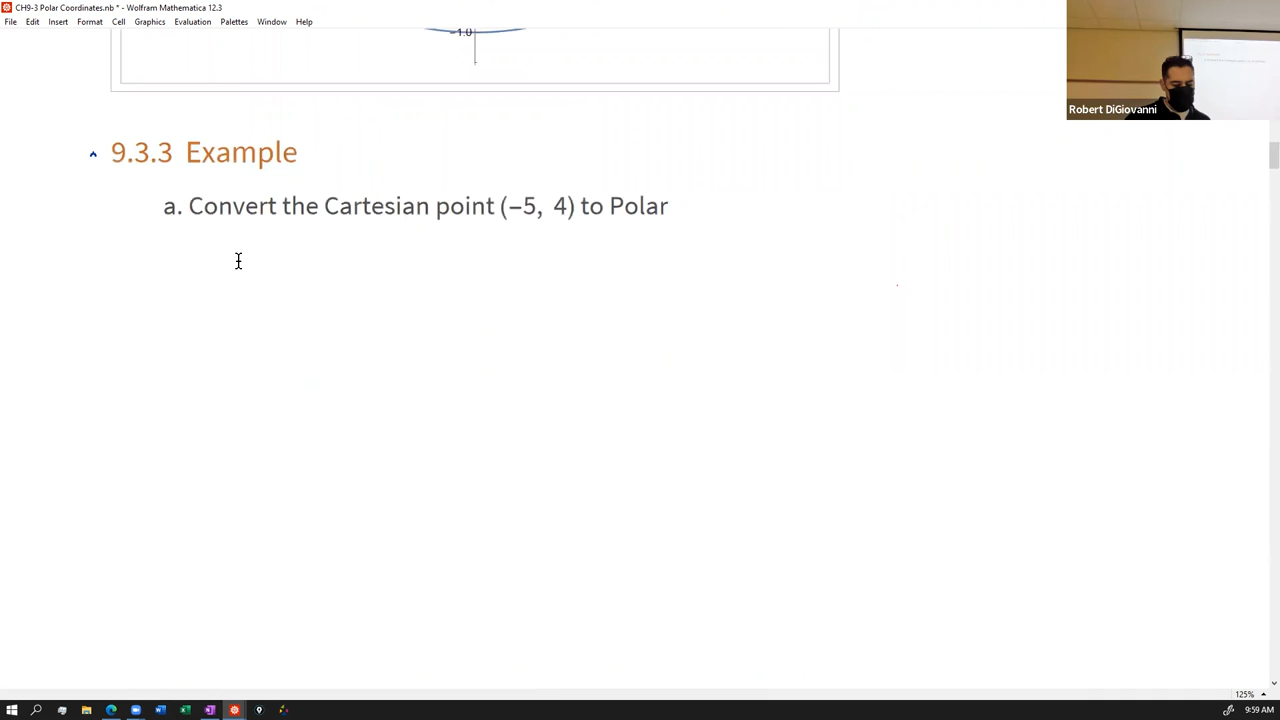 CH9-3 Polar Coordinates.nb * - Wolfram Mathematica 12.3
File Edit Insert Format Cell Graphics Evaluation Palettes Window Help
−1.0
Robert DiGiovanni
9.3.3 Example
a. Convert the Cartesian point (−5, 4) to Polar
125%
9:59 AM